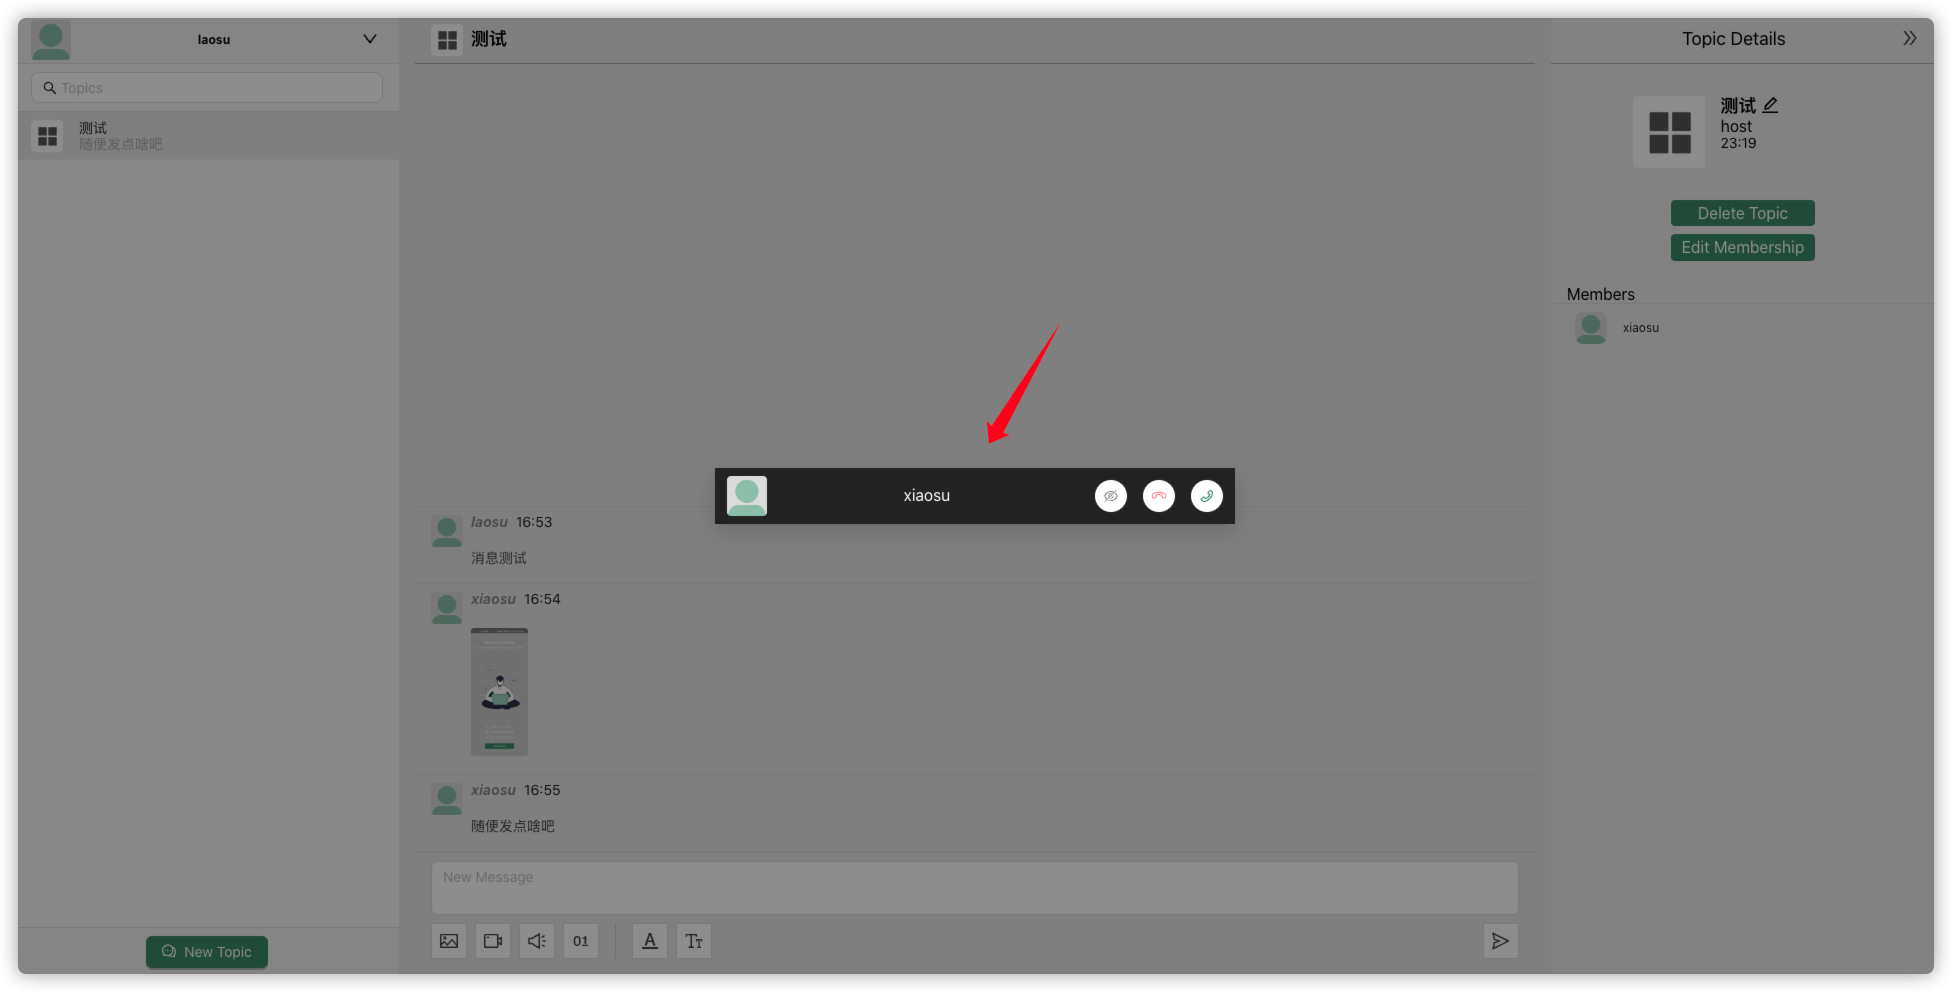 laosu
Topics
测试
随便发点啥吧
New Topic
测试
laosu 16:53
消息测试
xiaosu 16:54
xiaosu 16:55
随便发点啥吧
New Message
01
A
TT
xiaosu
Topic Details
测试
host
23:19
Delete Topic
Edit Membership
Members
xiaosu